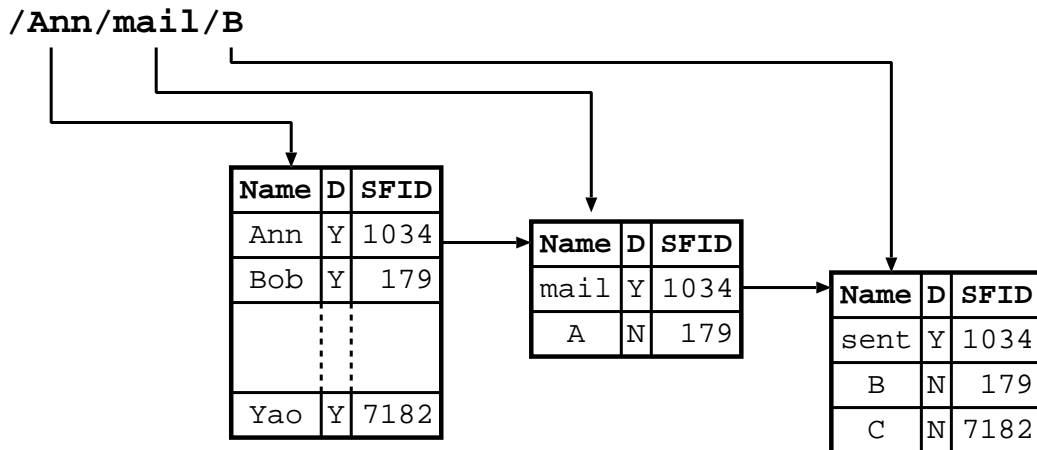 /Ann/mail/B
Name D SFID
Ann Y 1034
Bob Y 179
Yao Y 7182
Name D SFID
mail Y 1034
A N 179
Name D SFID
sent Y 1034
B N 179
C N 7182